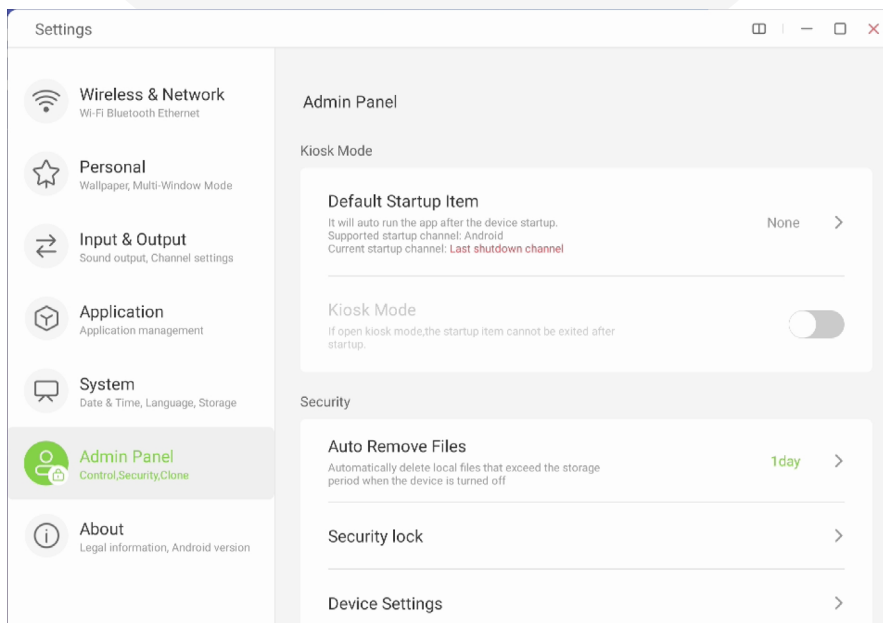 Settings
Wireless & Network
Wi-Fi Bluetooth Ethernet
Personal
Wallpaper, Multi-Window Mode
Input & Output
Sound output, Channel settings
Application
Application management
System
Date & Time, Language, Storage
Admin Panel
Control,Security,Clone
About
Legal information, Android version
Admin Panel
Kiosk Mode
Default Startup Item
It will auto run the app after the device startup.
Supported startup channel: Android
Current startup channel: Last shutdown channel
None
Kiosk Mode
If open kiosk mode,the startup item cannot be exited after
startup.
Security
Auto Remove Files
Automatically delete local files that exceed the storage
period when the device is turned off
1day
Security lock
Device Settings